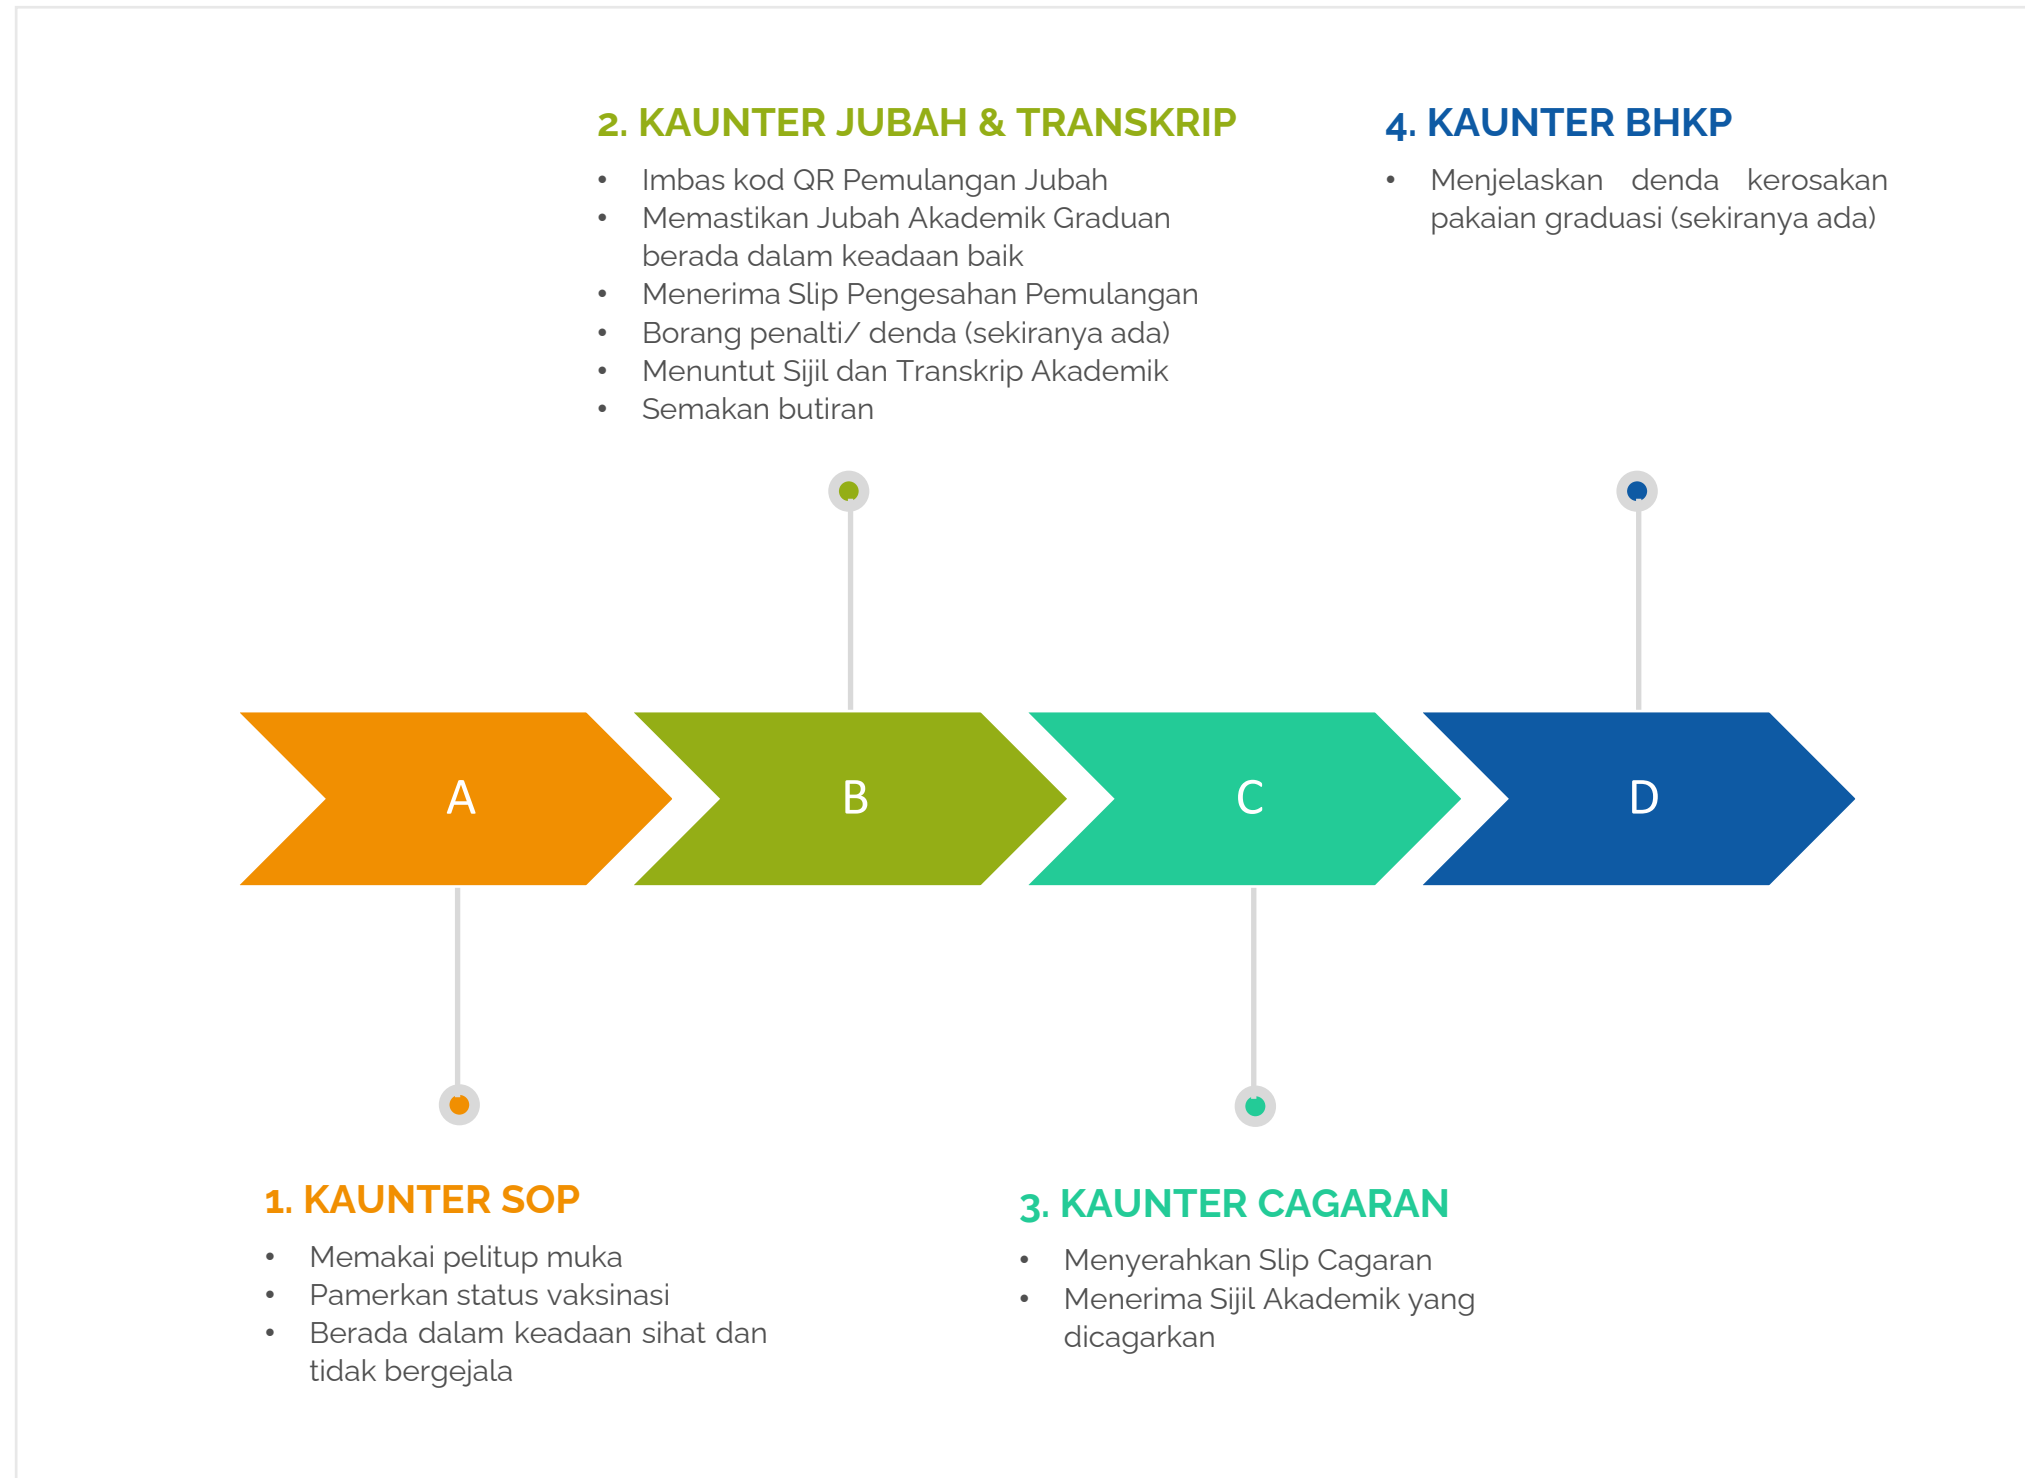 2. KAUNTER JUBAH & TRANSKRIP
• Imbas kod QR Pemulangan Jubah
• Memastikan Jubah Akademik Graduan
berada dalam keadaan baik
• Menerima Slip Pengesahan Pemulangan
• Borang penalti/ denda (sekiranya ada)
• Menuntut Sijil dan Transkrip Akademik
• Semakan butiran
4. KAUNTER BHKP
• Menjelaskan denda kerosakan
pakaian graduasi (sekiranya ada)
A
B
C
D
1. KAUNTER SOP
• Memakai pelitup muka
• Pamerkan status vaksinasi
• Berada dalam keadaan sihat dan
tidak bergejala
3. KAUNTER CAGARAN
• Menyerahkan Slip Cagaran
• Menerima Sijil Akademik yang
dicagarkan